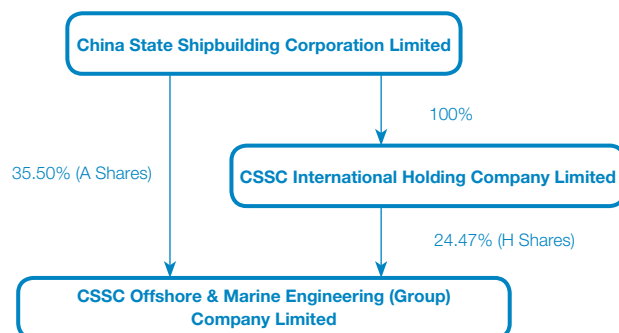 China State Shipbuilding Corporation Limited
100%
35.50% (A Shares)
CSSC International Holding Company Limited
24.47% (H Shares)
CSSC Offshore & Marine Engineering (Group)
Company Limited